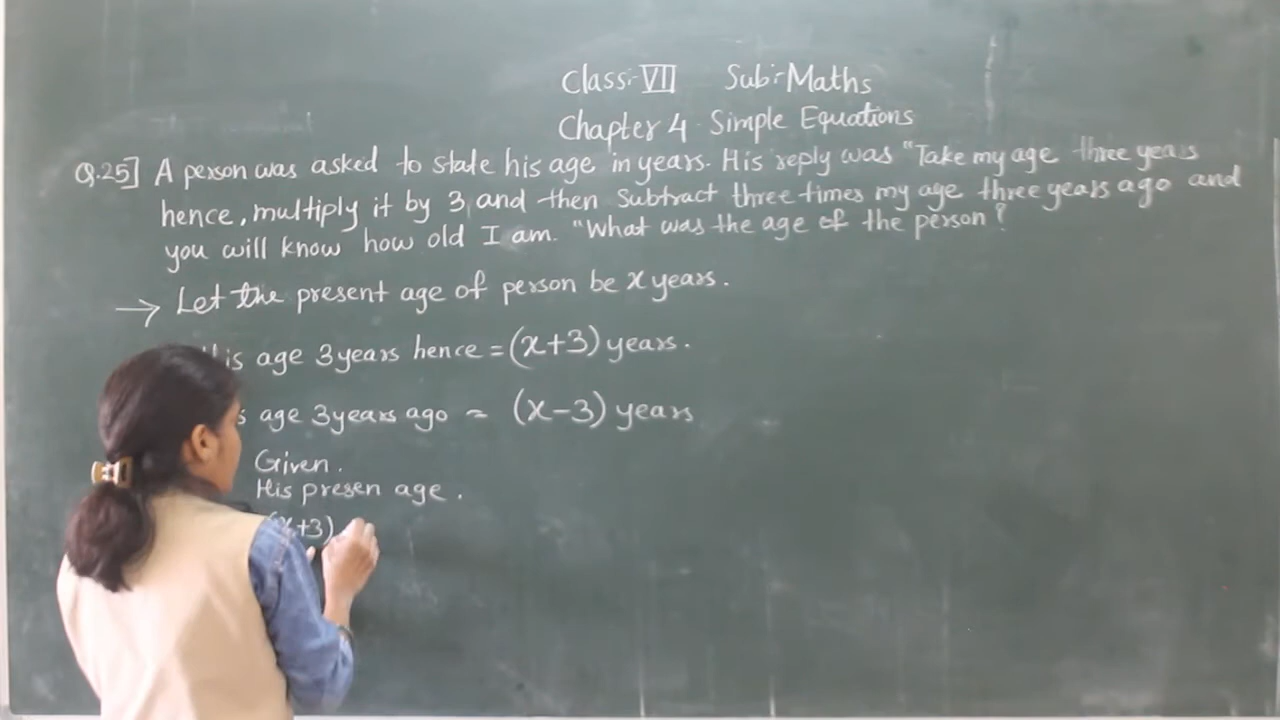 Class:- VII Sub:- Maths
Chapter 4 Simple Equations
Q.25] A person was asked to state his age in years. His reply was "Take my age three years
hence, multiply it by 3 and then Subtract three times my age three years ago and
you will know how old I am. "What was the age of the person?
→ Let the present age of person be x years.
his age 3 years hence = (x+3) years.
age 3 years ago = (x-3) years
Given.
His presen age.
(x+3)